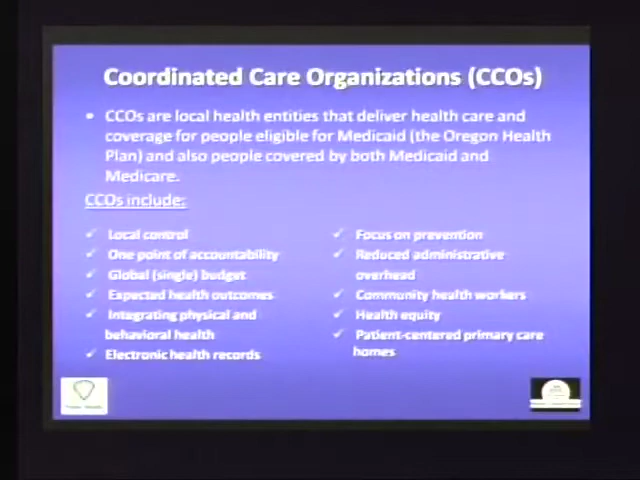 Coordinated Care Organizations (CCOs)
• CCOs are local health entities that deliver health care and
coverage for people eligible for Medicaid (the Oregon Health
Plan) and also people covered by both Medicaid and
Medicare.
CCOs include:
✓ Local control
✓ One point of accountability
✓ Global (single) budget
✓ Expected health outcomes
✓ Integrating physical and
behavioral health
✓ Electronic health records
✓ Focus on prevention
✓ Reduced administrative
overhead
✓ Community health workers
✓ Health equity
✓ Patient-centered primary care
homes